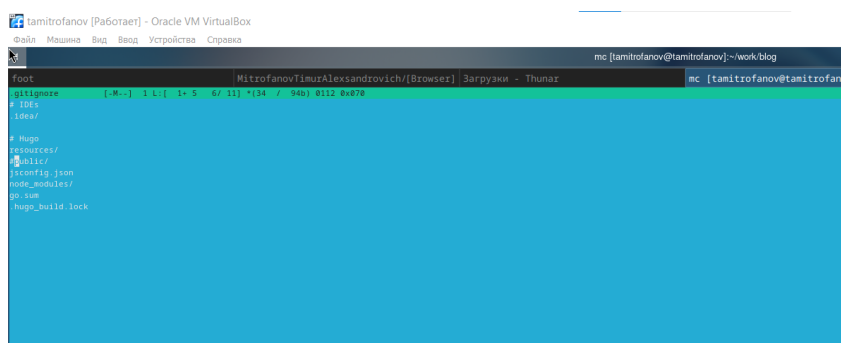 tamitrofanov [Работает] - Oracle VM VirtualBox
Файл Машина Вид Ввод Устройства Справка
mc [tamitrofanov@tamitrofanov]:~/work/blog
foot MitrofanovTimurAlexsandrovich/[Browser] Загрузки - Thunar mc [tamitrofanov@tamitrofan
.gitignore [-M--] 1 L:[ 1+ 5 6/ 11] *(34 / 94b) 0112 0x070
# IDEs
.idea/
# Hugo
resources/
#public/
jsconfig.json
node_modules/
go.sum
.hugo_build.lock